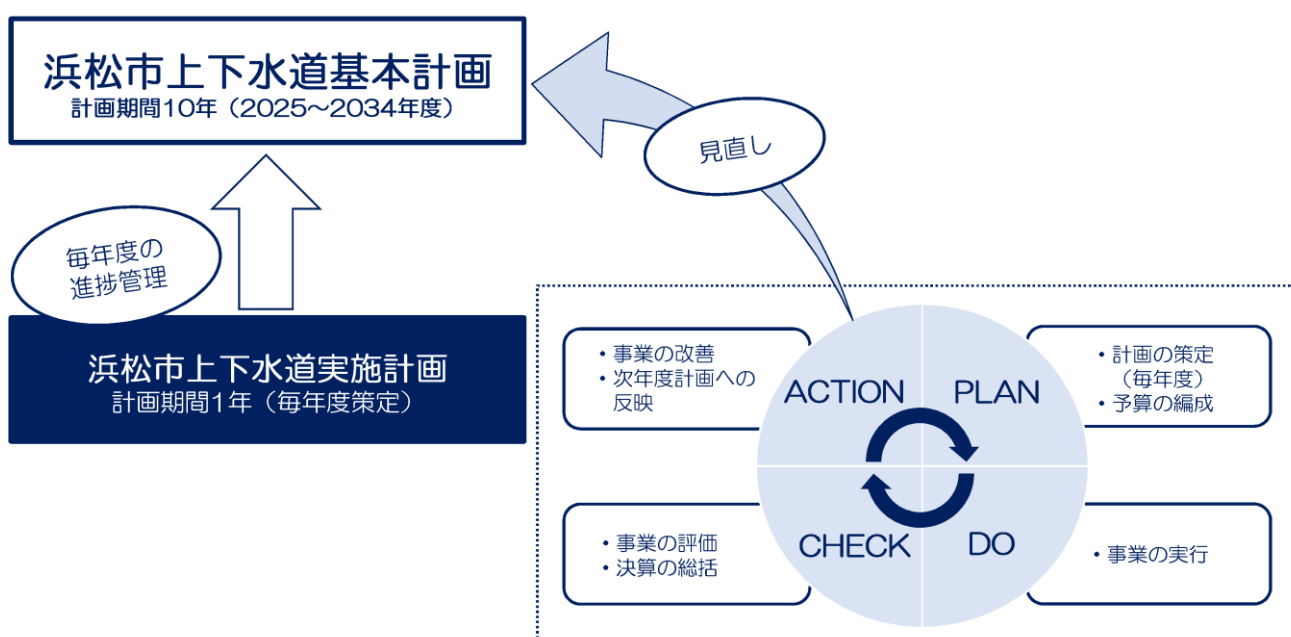 浜松市上下水道基本計画
計画期間10年（2025～2034年度）
見直し
毎年度の
進捗管理
浜松市上下水道実施計画
計画期間1年（毎年度策定）
・事業の改善
・次年度計画への
反映
ACTION
PLAN
・計画の策定
（毎年度）
・予算の編成
・事業の評価
・決算の総括
CHECK
DO
・事業の実行